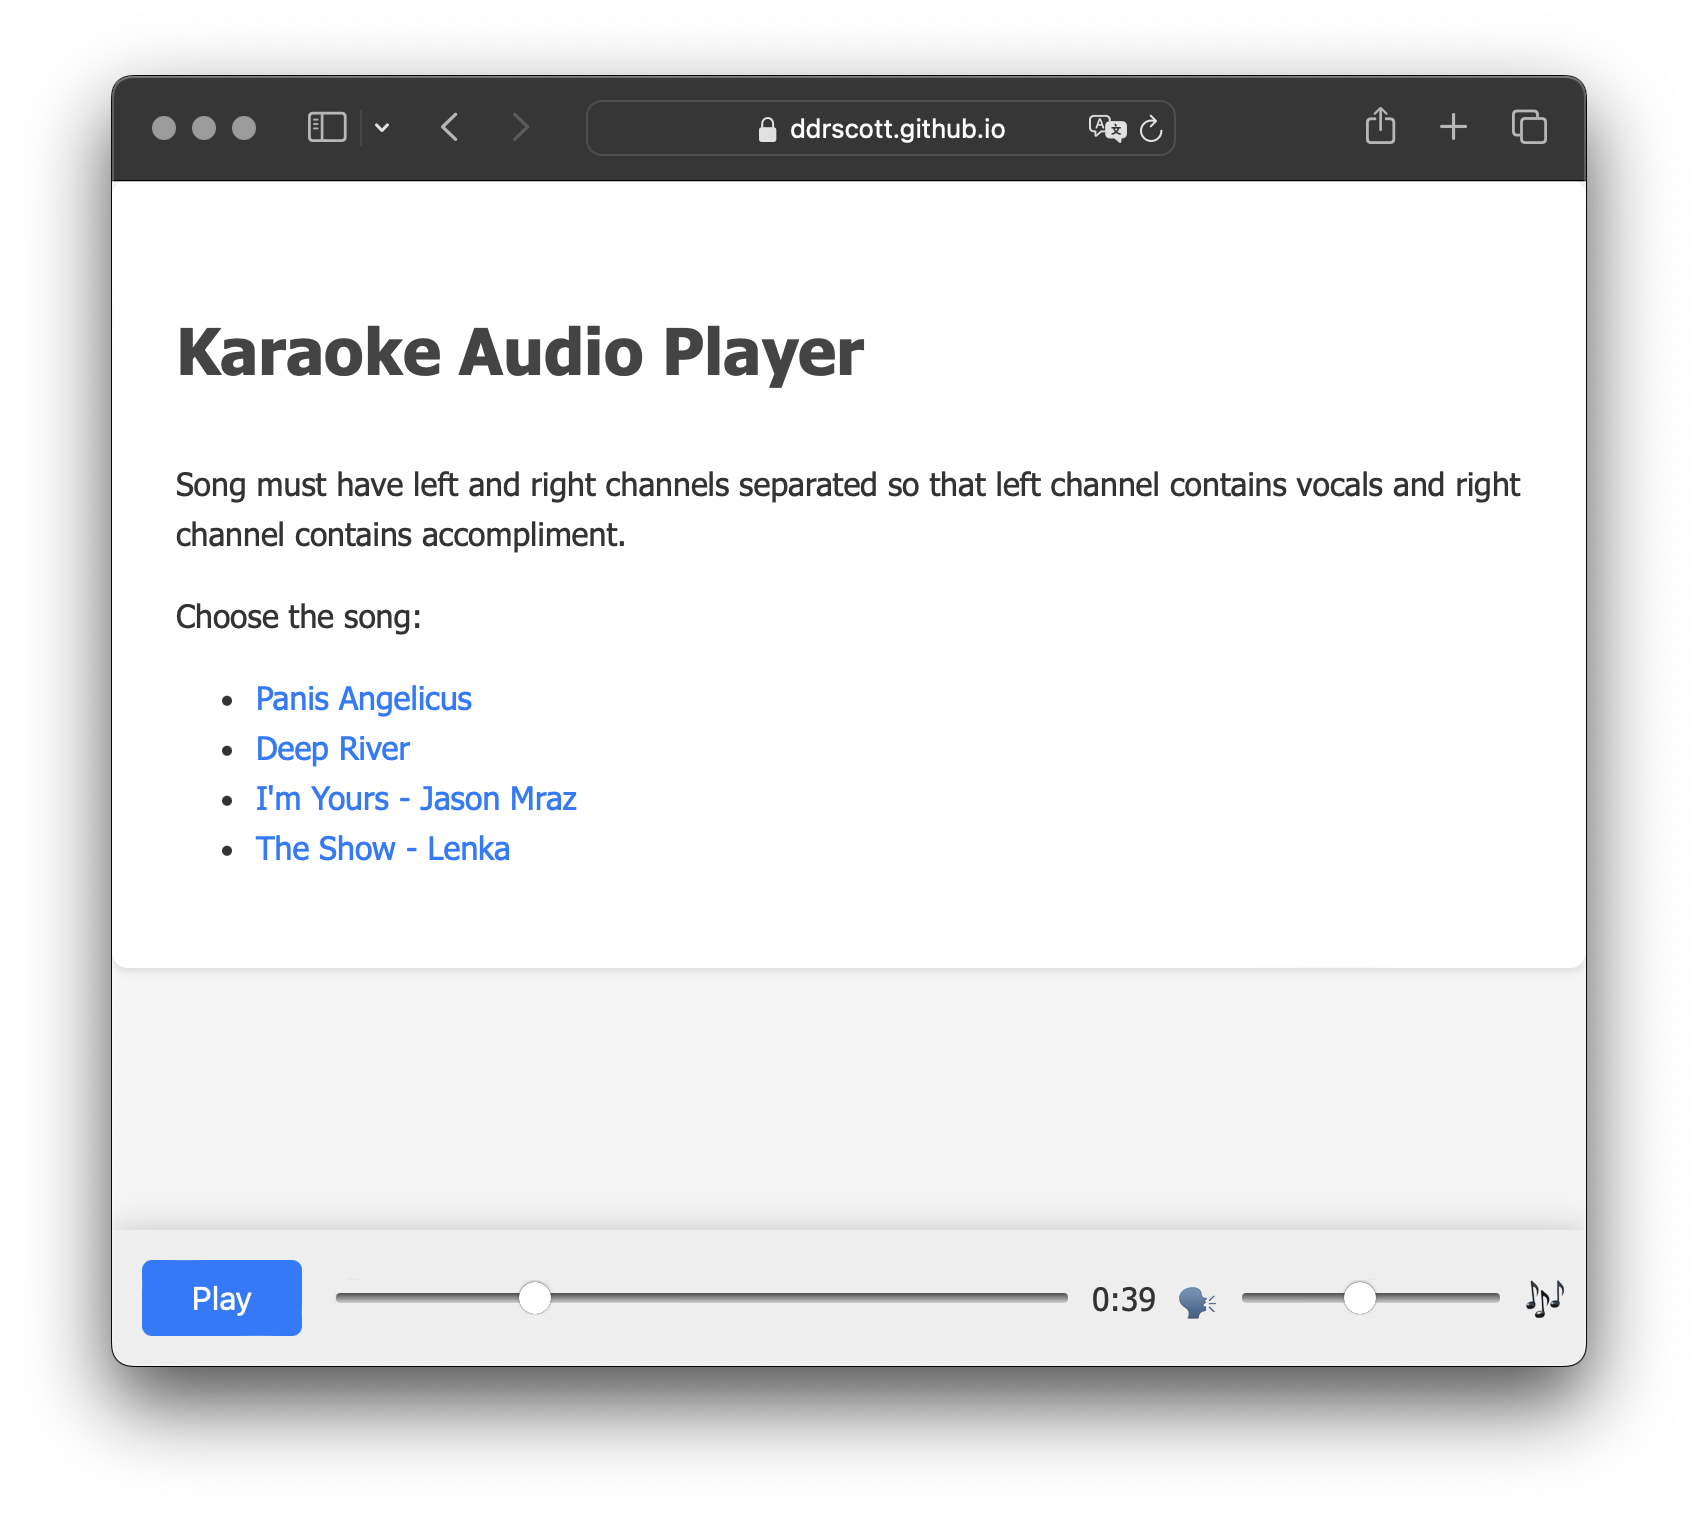 ddrscott.github.io
Karaoke Audio Player
Song must have left and right channels separated so that left channel contains vocals and right
channel contains accompliment.
Choose the song:
Panis Angelicus
Deep River
I'm Yours - Jason Mraz
The Show - Lenka
Play 0:39